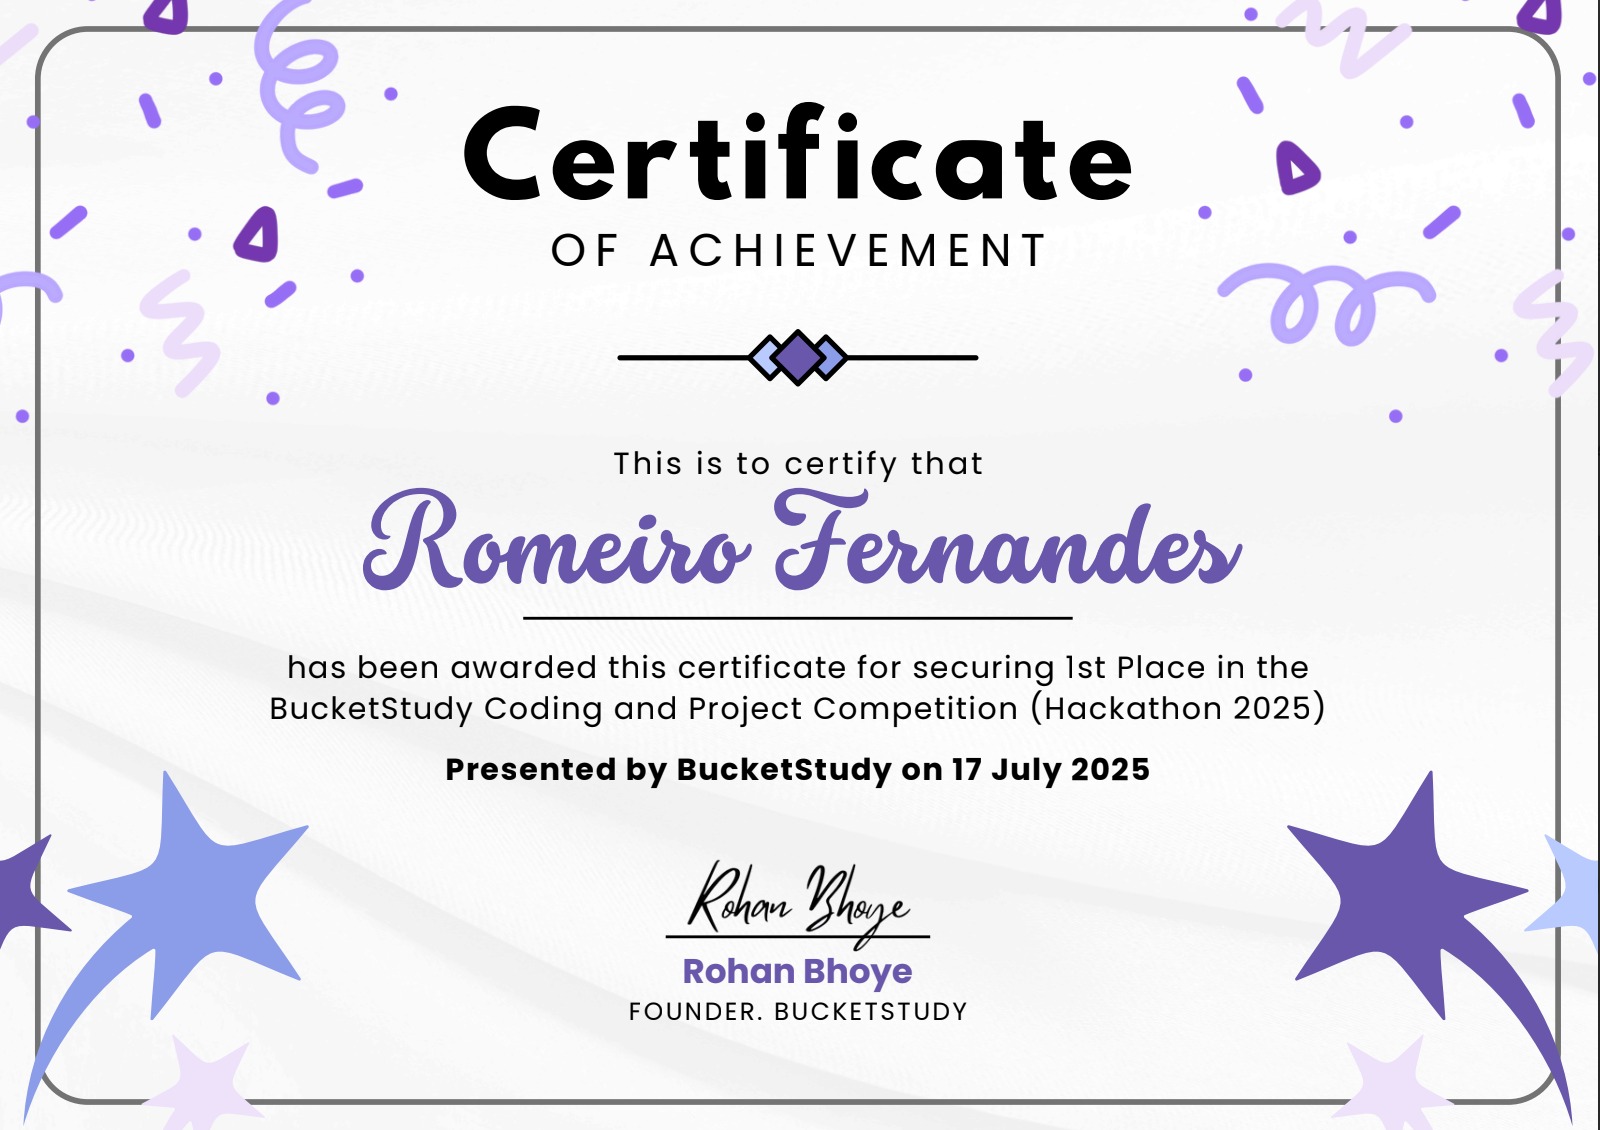 Certificate
OF ACHIEVEMENT
This is to certify that
Romeiro Fernandes
has been awarded this certificate for securing 1st Place in the
BucketStudy Coding and Project Competition (Hackathon 2025)
Presented by BucketStudy on 17 July 2025
Rohan Bhoye
Rohan Bhoye
FOUNDER. BUCKETSTUDY